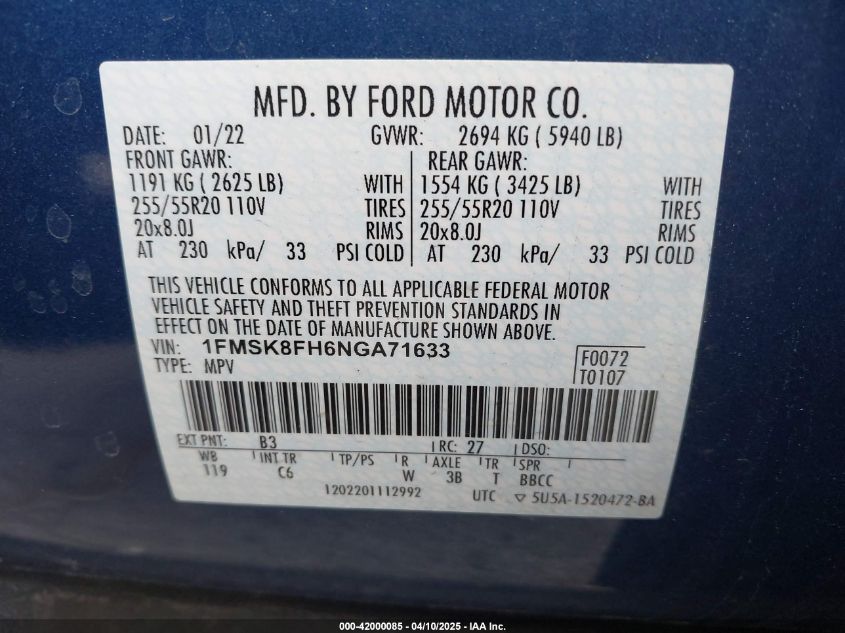 MFD. BY FORD MOTOR CO.
DATE: 01/22 GVWR: 2694 KG ( 5940 LB)
FRONT GAWR: REAR GAWR:
1191 KG ( 2625 LB) WITH 1554 KG ( 3425 LB) WITH
255/55R20 110V TIRES 255/55R20 110V TIRES
20x8.0J RIMS 20x8.0J RIMS
AT 230 kPa/ 33 PSI COLD AT 230 kPa/ 33 PSI COLD
THIS VEHICLE CONFORMS TO ALL APPLICABLE FEDERAL MOTOR
VEHICLE SAFETY AND THEFT PREVENTION STANDARDS IN
EFFECT ON THE DATE OF MANUFACTURE SHOWN ABOVE.
VIN: 1FMSK8FH6NGA71633 F0072
TYPE: MPV T0107
EXT PNT: B3 RC: 27 DSO:
WB INT TR TP/PS R AXLE TR SPR
119 C6 W 3B T BBCC
1202201112992 UTC ▽ 5U5A-1520472-BA
000-42000085 - 04/10/2025 - IAA Inc.